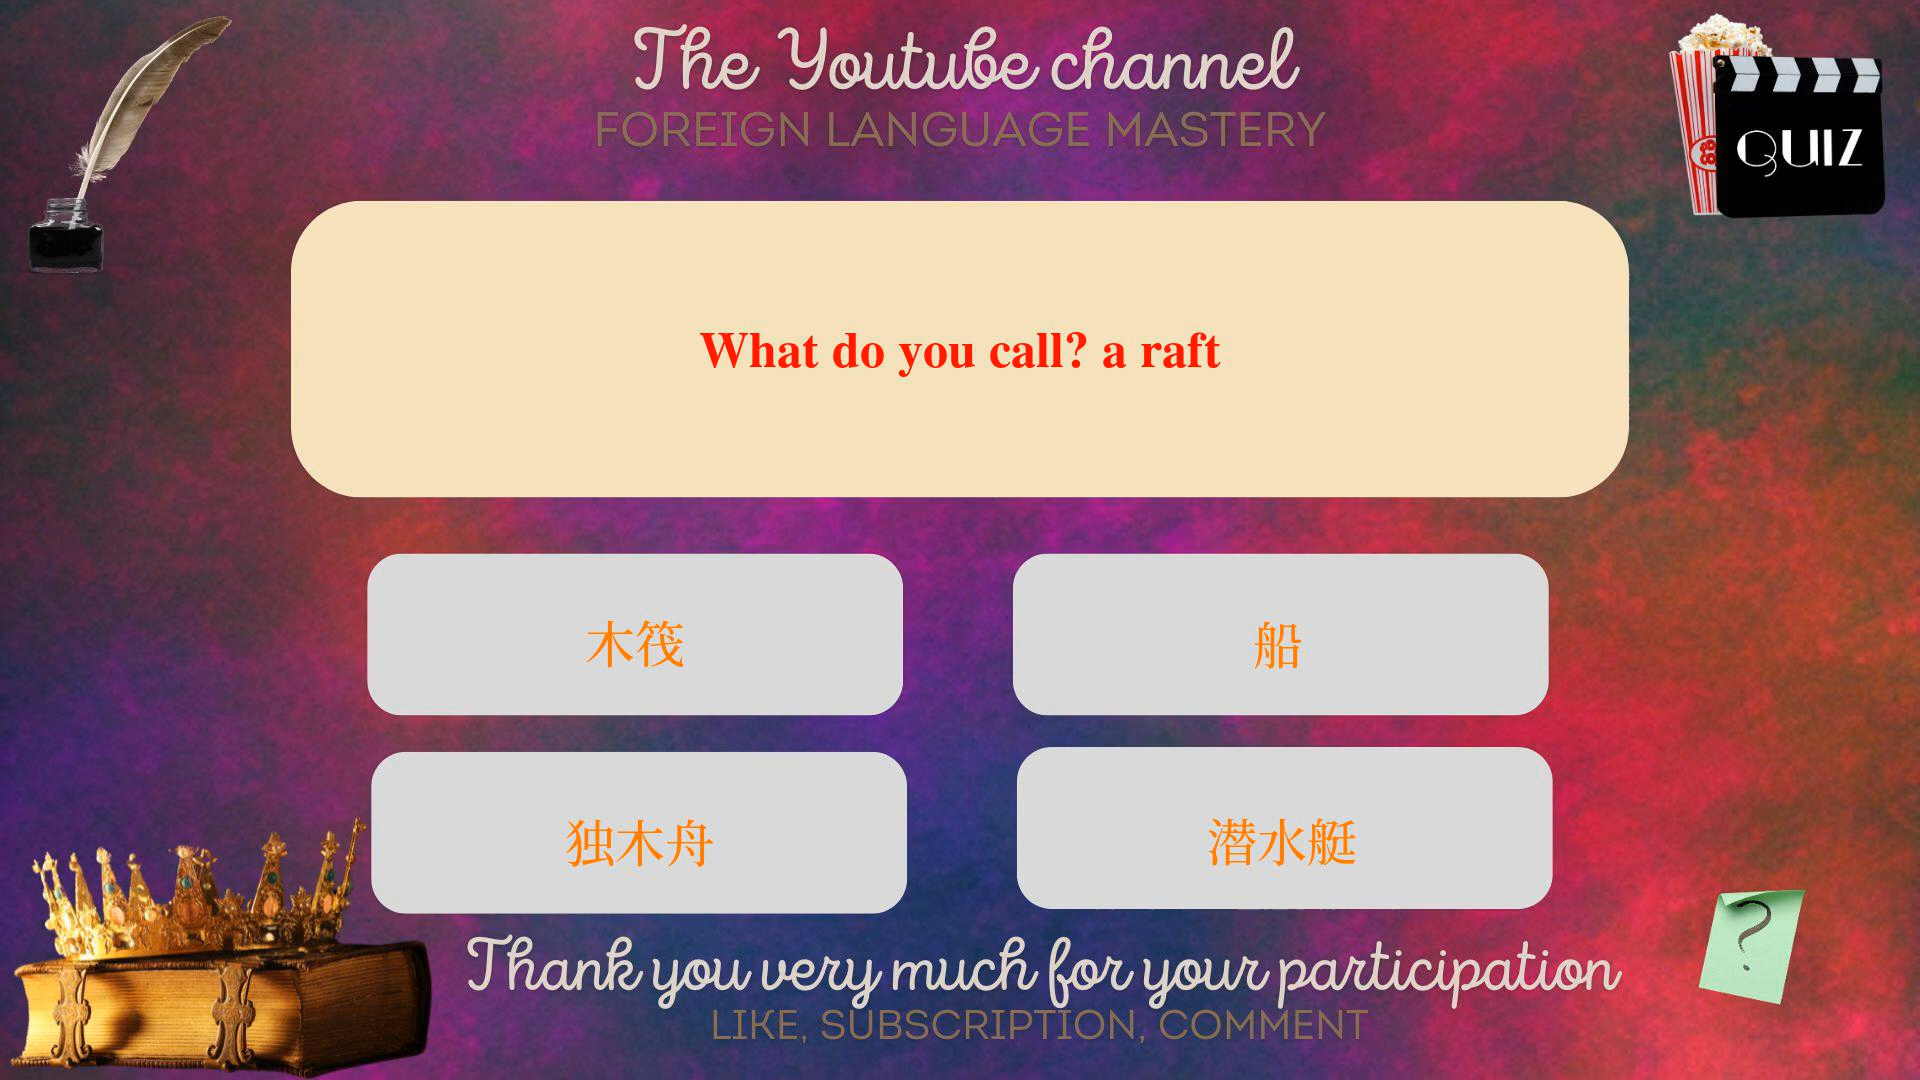 The Youtube channel
FOREIGN LANGUAGE MASTERY
QUIZ
What do you call? a raft
木筏
船
独木舟
潜水艇
?
Thank you very much for your participation
LIKE, SUBSCRIPTION, COMMENT